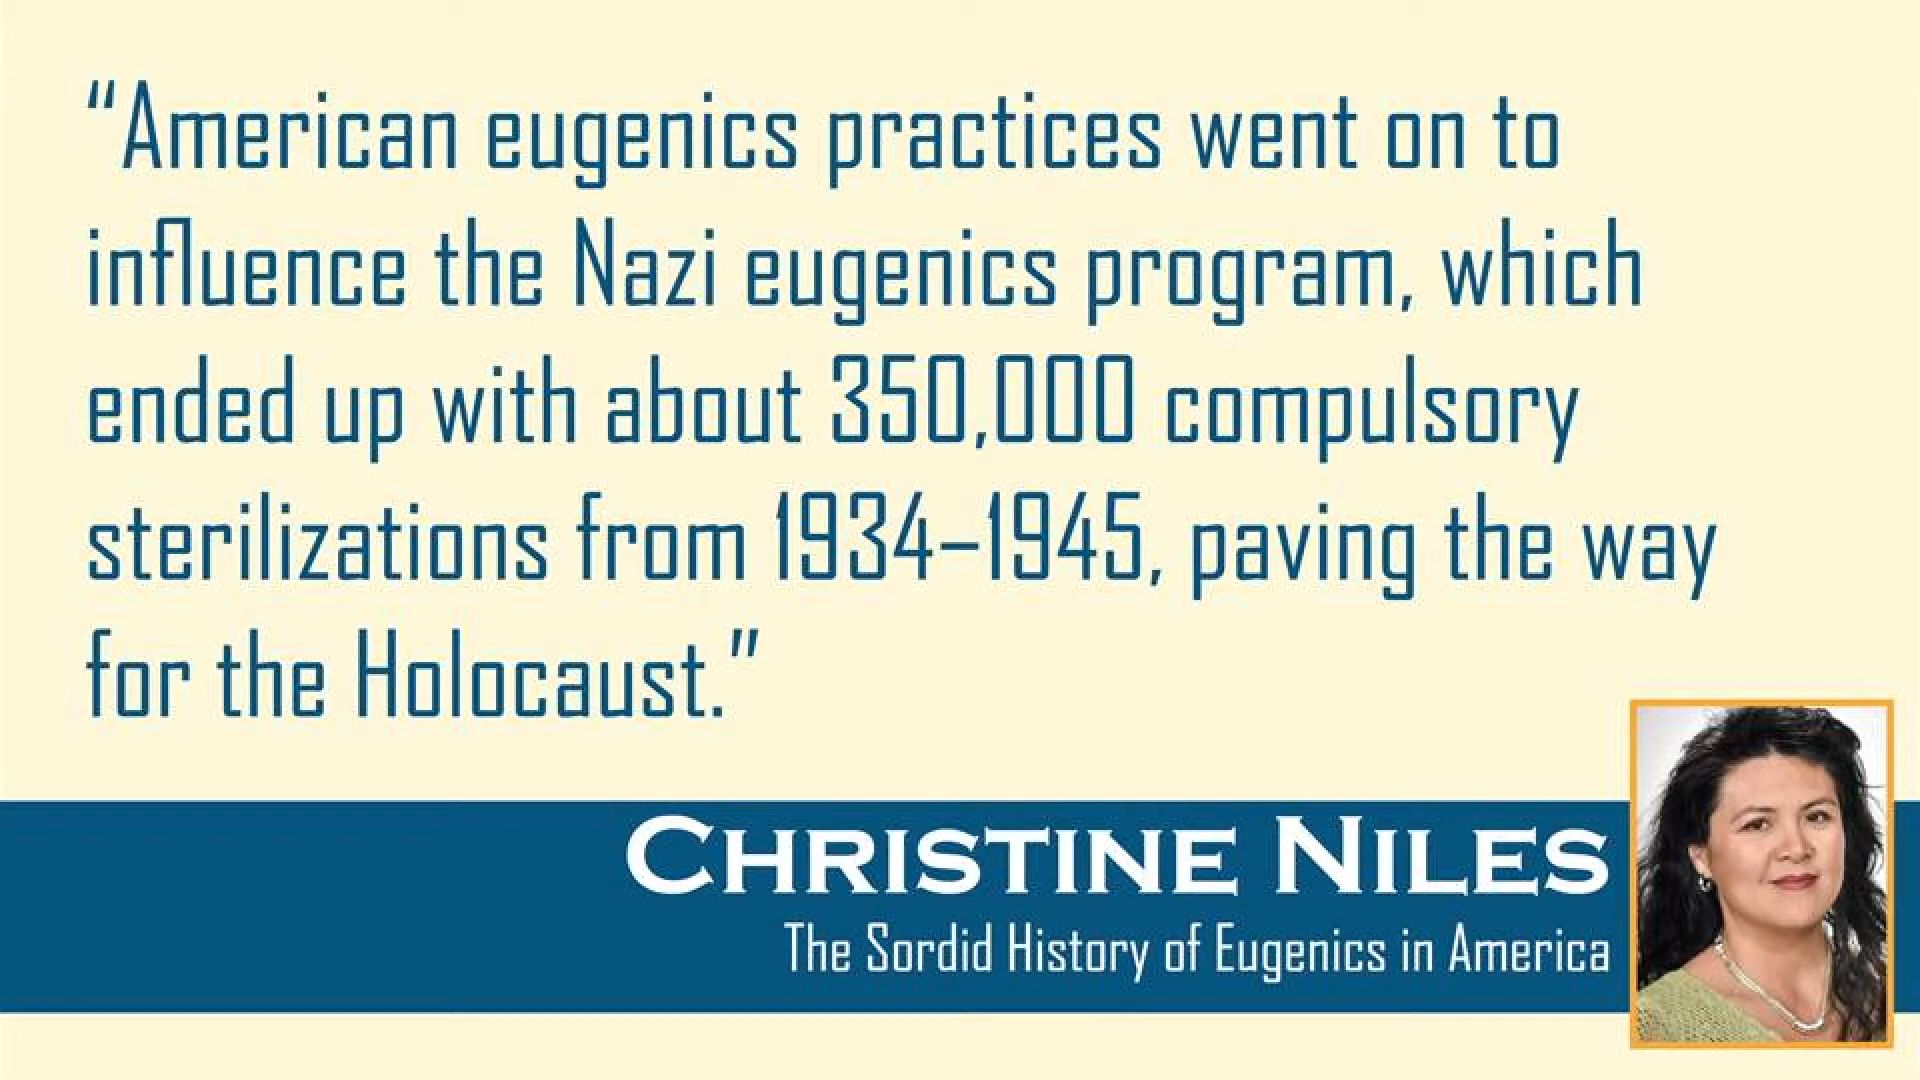 “American eugenics practices went on to
influence the Nazi eugenics program, which
ended up with about 350,000 compulsory
sterilizations from 1934–1945, paving the way
for the Holocaust.”
CHRISTINE NILES
The Sordid History of Eugenics in America